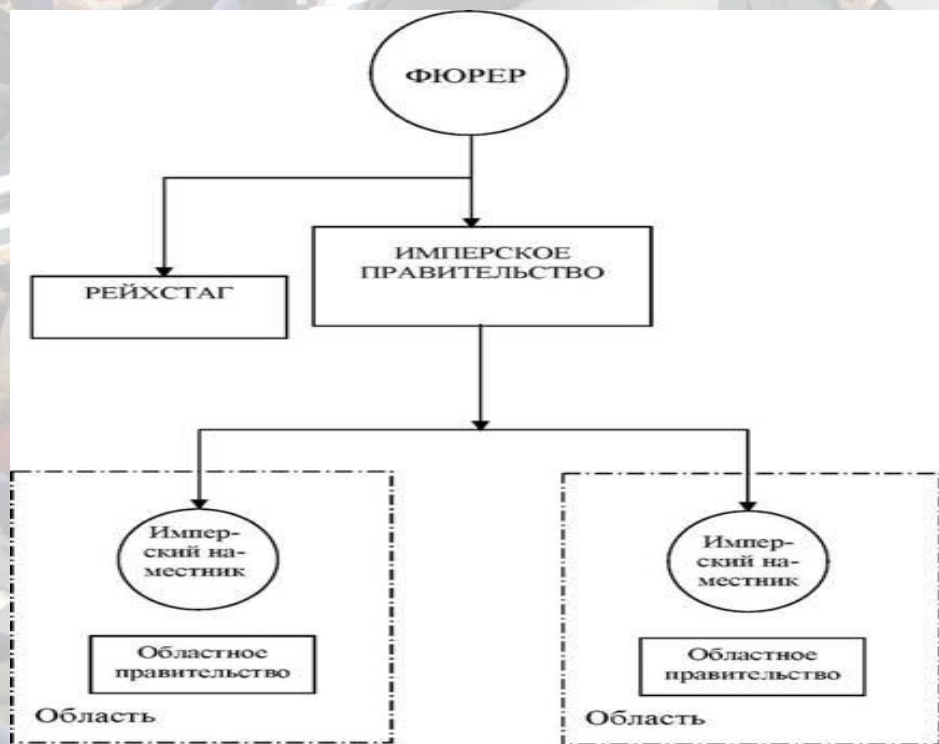 ФЮРЕР
ИМПЕРСКОЕ
ПРАВИТЕЛЬСТВО
РЕЙХСТАГ
Импер-
ский на-
местник
Областное
правительство
Область
Импер-
ский на-
местник
Областное
правительство
Область